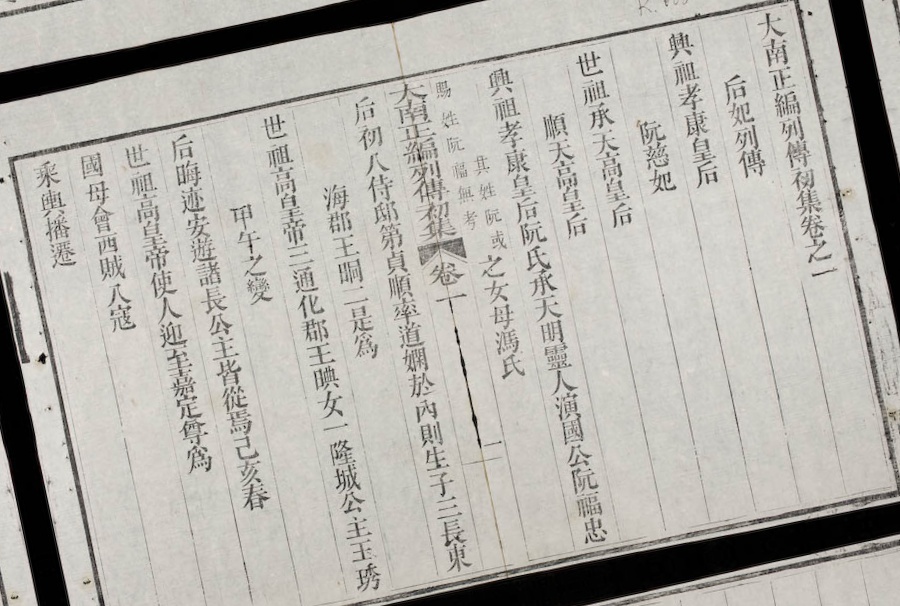 大南正編列傳初集卷之一
后妃列傳
興祖孝康皇后
阮慈妃
世祖承天高皇后
順天高皇后
興祖孝康皇后阮氏承天明靈人演國公阮福忠
其姓阮或
賜姓阮福無考
之女母馮氏
大南正編列傳初集 卷一
一
后初入侍邸第貞順率道嫻於內則生子三長東
海郡王晍二是爲
世祖高皇帝三通化郡王㫻女一隆城公主玉琇
甲午之變
后晦迹安遊諸長公主皆從焉己亥春
世祖高皇帝使人迎至嘉定尊爲
國母會西賊入寇
乘輿播遷